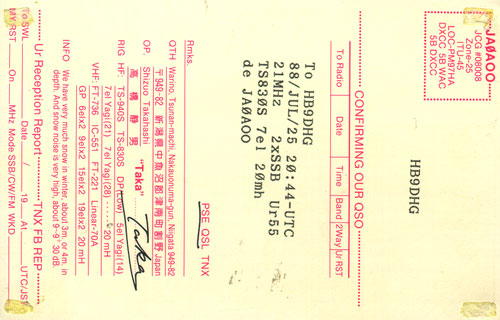 JAØAOO
JCG #08008
Zone-25
ITU-45
LOC-PM97HA
DXCC 5B WAC
5B DXCC
HB9DHG
CONFIRMING OUR QSO
To Radio Date Time Band 2Way Ur RST
To HB9DHG
88/JUL/25 20:44-UTC
21MHz 2xSSB Ur55
TS830S 7el 20mh
de JAØAOO
PSE QSL TNX
Rmks.
QTH Warino, Tsunan-machi, Nakauonuma-gun, Niigata 949-82 Japan
〒949-82 新潟県中魚沼郡津南町割野
高橋静男
OP. Shizuo Takahashi "Taka" Taka
RIG HF: TS-940S TS-830S DP(Low) 5el Yagi(14)
7el Yagi(21) 7el Yagi(28) ..... 20 mH
VHF: FT-736 IC-551 FT-221 Linear-70A
GP 6elx2 9elx2 15elx2 19elx2 20 mH
INFO We have very much snow in winter, about 3m, or 4m, in
depth. And snow noise is very high, about 9~9⁺30 dB.
Ur Reception Report TNX FB REP
To SWL Date / / 19 At UTC/JST
MY RST On MHz Mode SSB/CW/FM WKD